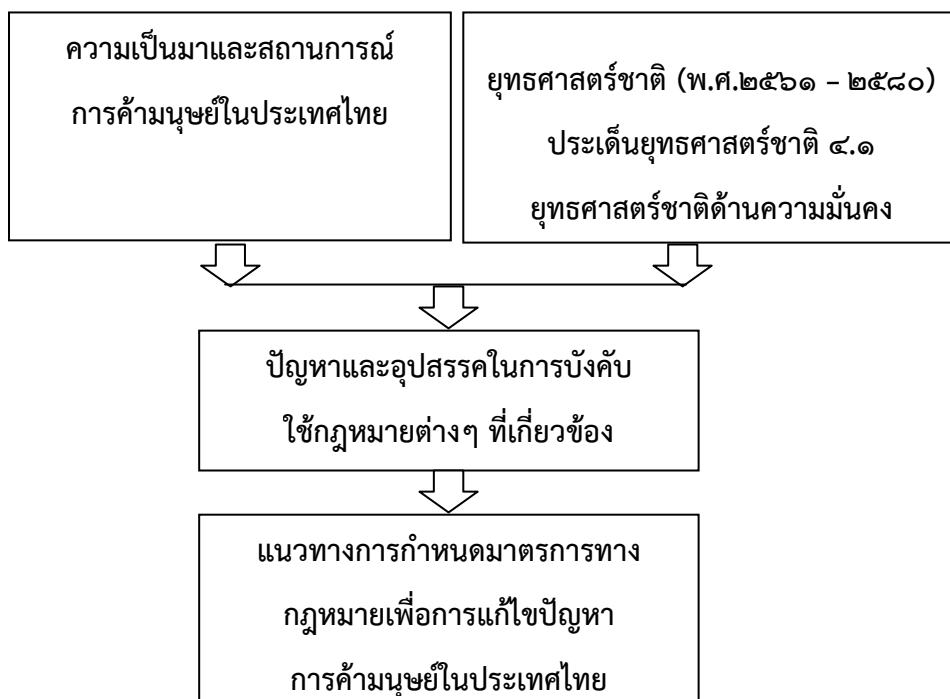 ความเป็นมาและสถานการณ์
การค้ามนุษย์ในประเทศไทย
ยุทธศาสตร์ชาติ (พ.ศ.๒๕๖๑ – ๒๕๘๐)
ประเด็นยุทธศาสตร์ชาติ ๔.๑
ยุทธศาสตร์ชาติด้านความมั่นคง
ปัญหาและอุปสรรคในการบังคับ
ใช้กฎหมายต่างๆ ที่เกี่ยวข้อง
แนวทางการกำหนดมาตรการทาง
กฎหมายเพื่อการแก้ไขปัญหา
การค้ามนุษย์ในประเทศไทย